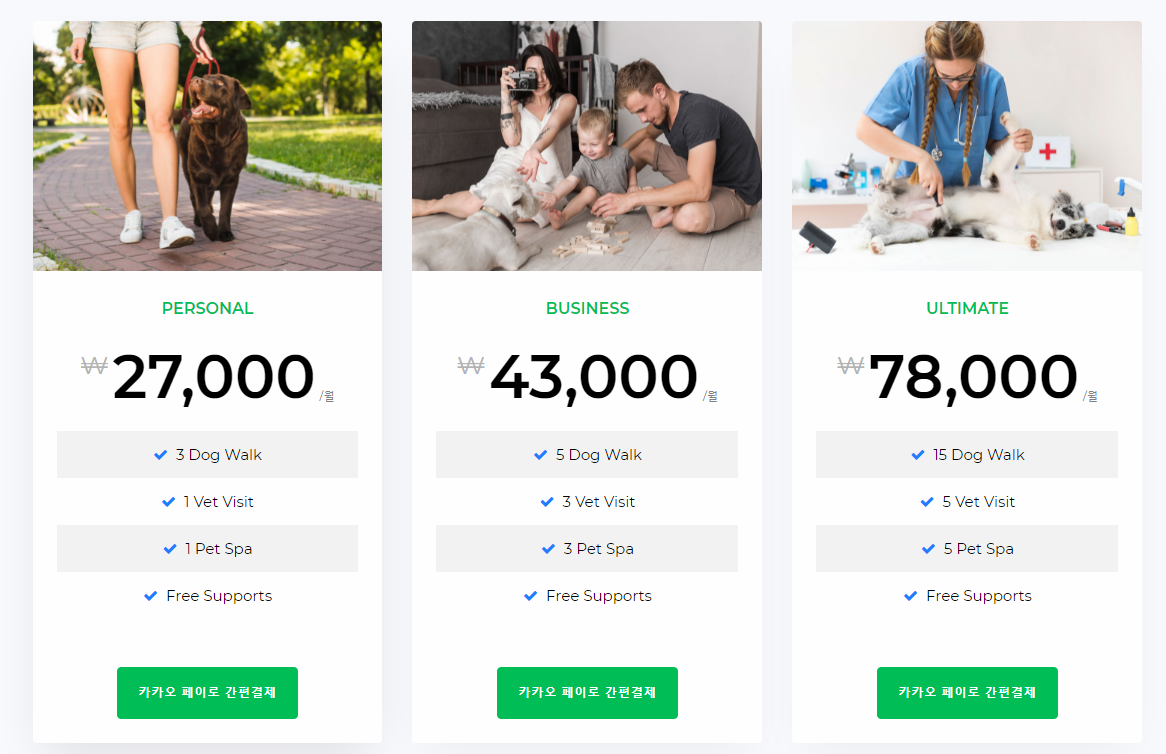 PERSONAL
₩27,000/월
3 Dog Walk
1 Vet Visit
1 Pet Spa
Free Supports
카카오 페이로 간편결제
BUSINESS
₩43,000/월
5 Dog Walk
3 Vet Visit
3 Pet Spa
Free Supports
카카오 페이로 간편결제
ULTIMATE
₩78,000/월
15 Dog Walk
5 Vet Visit
5 Pet Spa
Free Supports
카카오 페이로 간편결제